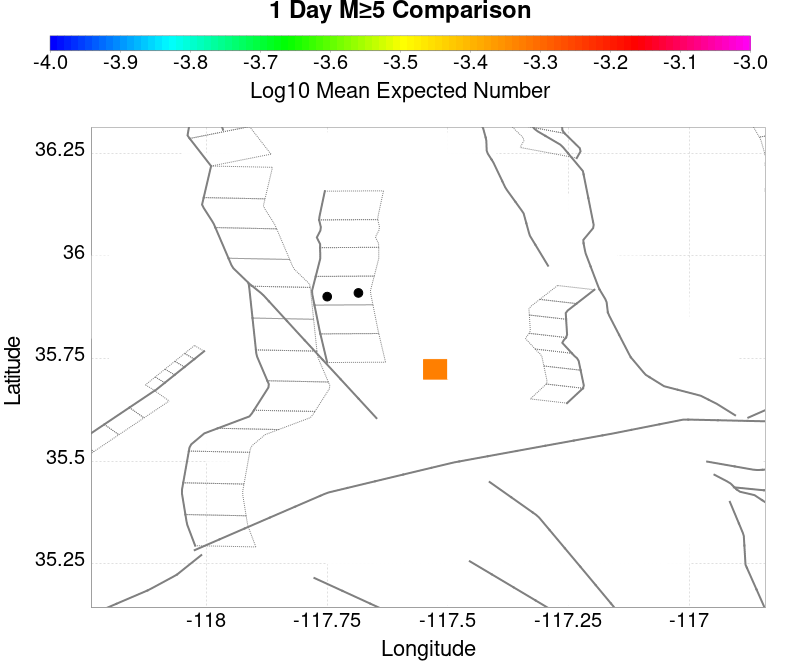 1 Day M≥5 Comparison
-4.0 -3.9 -3.8 -3.7 -3.6 -3.5 -3.4 -3.3 -3.2 -3.1 -3.0
Log10 Mean Expected Number
36.25
36
35.75
35.5
35.25
Latitude
-118 -117.75 -117.5 -117.25 -117
Longitude